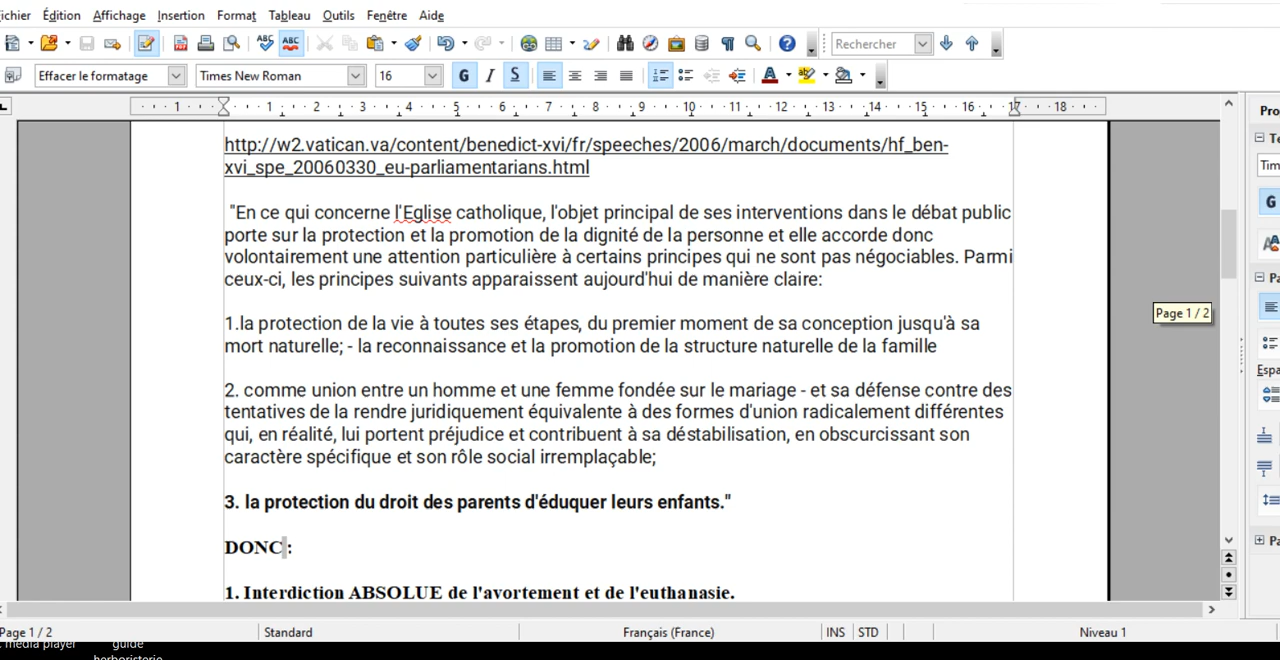 ichier Édition Affichage Insertion Format Tableau Outils Fenêtre Aide
Rechercher
Effacer le formatage Times New Roman 16 G I S
1 1 2 3 4 5 6 7 8 9 10 11 12 13 14 15 16 17 18
Pro
http://w2.vatican.va/content/benedict-xvi/fr/speeches/2006/march/documents/hf_ben-
xvi_spe_20060330_eu-parliamentarians.html
"En ce qui concerne l'Eglise catholique, l'objet principal de ses interventions dans le débat public
porte sur la protection et la promotion de la dignité de la personne et elle accorde donc
volontairement une attention particulière à certains principes qui ne sont pas négociables. Parmi
ceux-ci, les principes suivants apparaissent aujourd'hui de manière claire:
1.la protection de la vie à toutes ses étapes, du premier moment de sa conception jusqu'à sa
mort naturelle; - la reconnaissance et la promotion de la structure naturelle de la famille
2. comme union entre un homme et une femme fondée sur le mariage - et sa défense contre des
tentatives de la rendre juridiquement équivalente à des formes d'union radicalement différentes
qui, en réalité, lui portent préjudice et contribuent à sa déstabilisation, en obscurcissant son
caractère spécifique et son rôle social irremplaçable;
3. la protection du droit des parents d'éduquer leurs enfants."
DONC :
1. Interdiction ABSOLUE de l'avortement et de l'euthanasie.
Page 1 / 2
Te
Tim
G
Pa
Espa
Pa
Page 1 / 2 Standard Français (France) INS STD Niveau 1
media player guide
herboristerie